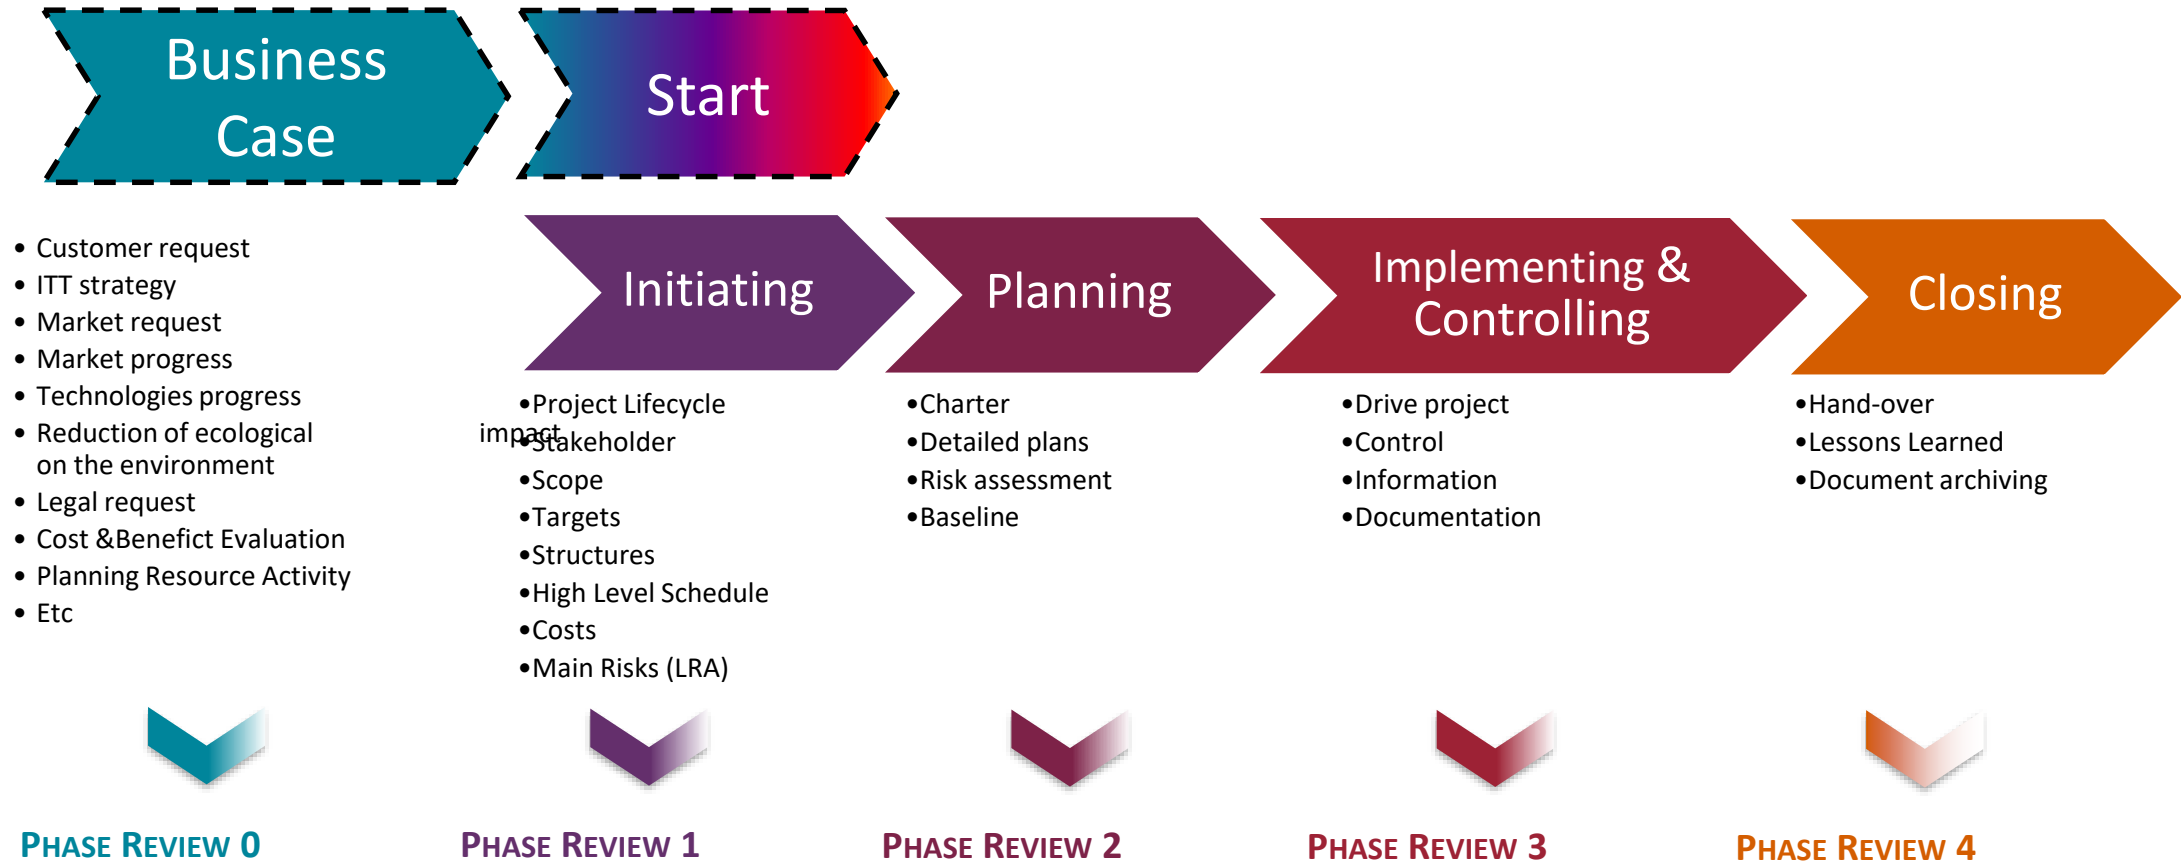 Business
Case
Start
• Customer request
• ITT strategy
• Market request
• Market progress
• Technologies progress
• Reduction of ecological impact
on the environment
• Legal request
• Cost &Benefict Evaluation
• Planning Resource Activity
• Etc
Initiating
•Project Lifecycle
•Stakeholder
•Scope
•Targets
•Structures
•High Level Schedule
•Costs
•Main Risks (LRA)
Planning
•Charter
•Detailed plans
•Risk assessment
•Baseline
Implementing &
Controlling
•Drive project
•Control
•Information
•Documentation
Closing
•Hand-over
•Lessons Learned
•Document archiving
PHASE REVIEW 0
PHASE REVIEW 1
PHASE REVIEW 2
PHASE REVIEW 3
PHASE REVIEW 4